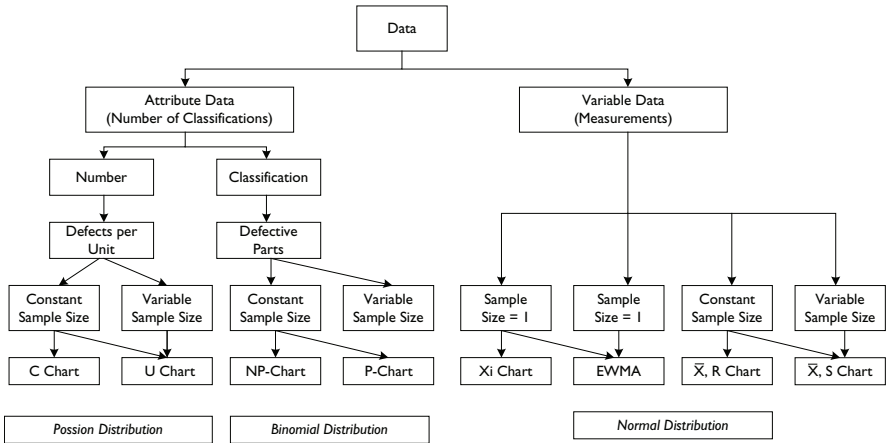 Data
Attribute Data
(Number of Classifications)
Variable Data
(Measurements)
Number
Classification
Defects per
Unit
Defective
Parts
Constant
Sample Size
Variable
Sample Size
Constant
Sample Size
Variable
Sample Size
Sample
Size = 1
Sample
Size = 1
Constant
Sample Size
Variable
Sample Size
C Chart
U Chart
NP-Chart
P-Chart
Xi Chart
EWMA
X̅, R Chart
X̅, S Chart
Possion Distribution
Binomial Distribution
Normal Distribution